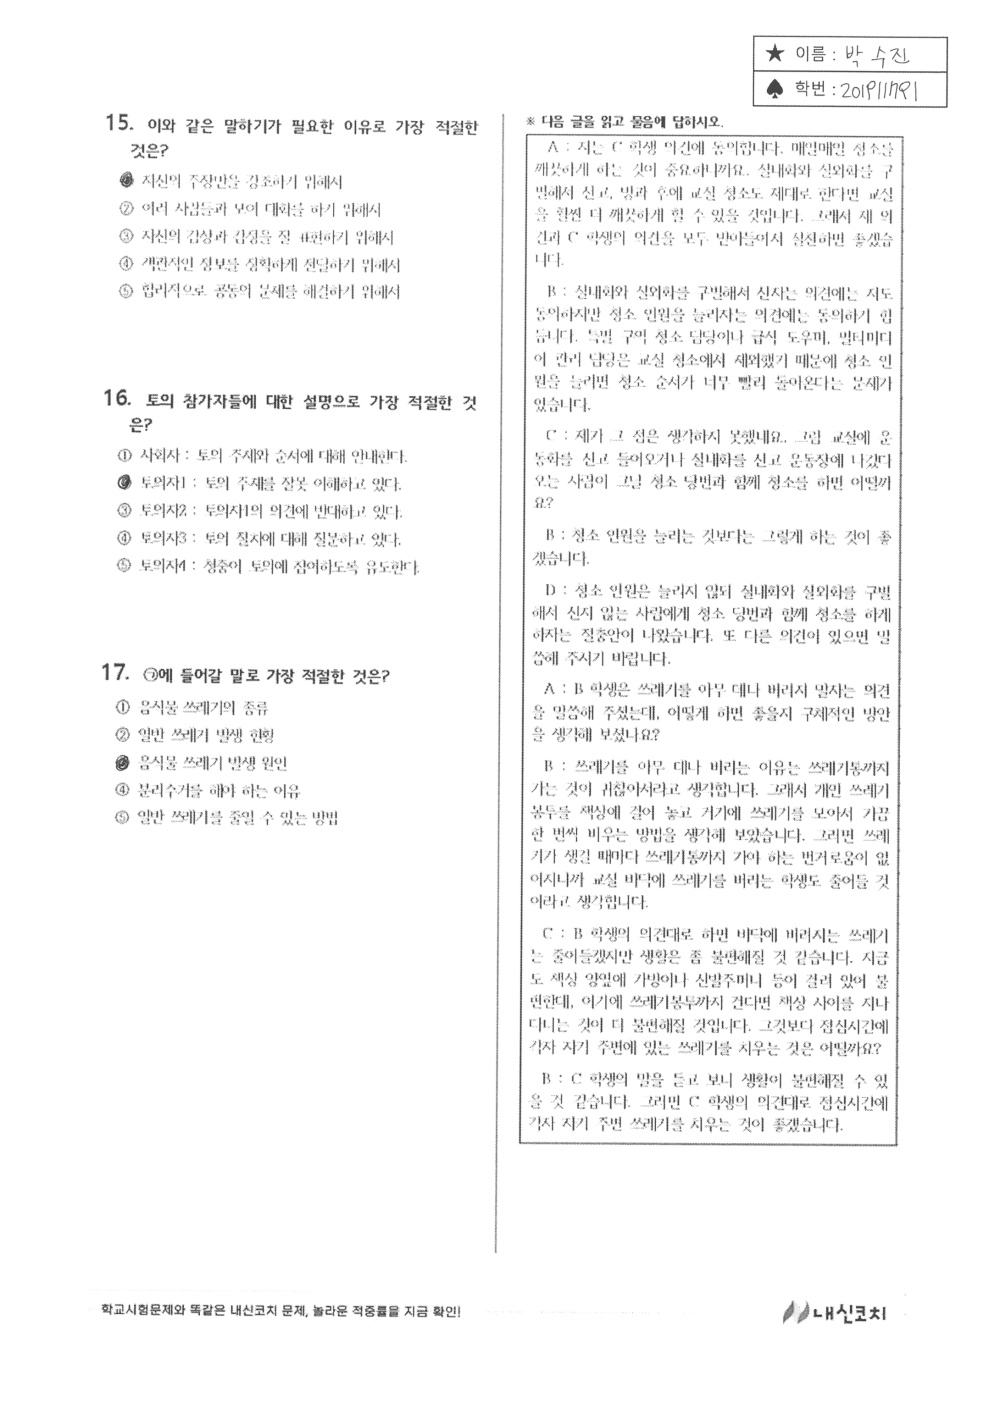 ★ 이름 : 박 수진
♠ 학번 : 201911791
15. 이와 같은 말하기가 필요한 이유로 가장 적절한
것은?
① 자신의 주장만을 강조하기 위해서
② 여러 사람들과 모여 대화를 하기 위해서
③ 자신의 감상과 감정을 잘 표현하기 위해서
④ 객관적인 정보를 정확하게 전달하기 위해서
⑤ 합리적으로 공동의 문제를 해결하기 위해서
16. 토의 참가자들에 대한 설명으로 가장 적절한 것
은?
① 사회자 : 토의 주제와 순서에 대해 안내한다.
② 토의자1 : 토의 주제를 잘못 이해하고 있다.
③ 토의자2 : 토의자1의 의견에 반대하고 있다.
④ 토의자3 : 토의 절차에 대해 질문하고 있다.
⑤ 토의자4 : 청중이 토의에 참여하도록 유도한다.
17. ㉠에 들어갈 말로 가장 적절한 것은?
① 음식물 쓰레기의 종류
② 일반 쓰레기 발생 현황
③ 음식물 쓰레기 발생 원인
④ 분리수거를 해야 하는 이유
⑤ 일반 쓰레기를 줄일 수 있는 방법
※ 다음 글을 읽고 물음에 답하시오.
A : 저는 C 학생 의견에 동의합니다. 매일매일 청소를
깨끗하게 하는 것이 중요하니까요. 실내화와 실외화를 구
별해서 신고, 방과 후에 교실 청소도 제대로 한다면 교실
을 훨씬 더 깨끗하게 할 수 있을 것입니다. 그래서 제 의
견과 C 학생의 의견을 모두 받아들여서 실천하면 좋겠습
니다.
B : 실내화와 실외화를 구별해서 신자는 의견에는 저도
동의하지만 청소 인원을 늘리자는 의견에는 동의하기 힘
듭니다. 특별 구역 청소 담당이나 급식 도우미, 멀티미디
어 관리 담당은 교실 청소에서 제외했기 때문에 청소 인
원을 늘리면 청소 순서가 너무 빨리 돌아온다는 문제가
있습니다.
C : 제가 그 점은 생각하지 못했네요. 그럼 교실에 운
동화를 신고 들어오거나 실내화를 신고 운동장에 나갔다
오는 사람이 그날 청소 당번과 함께 청소를 하면 어떨까
요?
B : 청소 인원을 늘리는 것보다는 그렇게 하는 것이 좋
겠습니다.
D : 청소 인원은 늘리지 않되 실내화와 실외화를 구별
해서 신지 않는 사람에게 청소 당번과 함께 청소를 하게
하자는 절충안이 나왔습니다. 또 다른 의견이 있으면 말
씀해 주시기 바랍니다.
A : B 학생은 쓰레기를 아무 데나 버리지 말자는 의견
을 말씀해 주셨는데, 어떻게 하면 좋을지 구체적인 방안
을 생각해 보셨나요?
B : 쓰레기를 아무 데나 버리는 이유는 쓰레기통까지
가는 것이 귀찮아서라고 생각합니다. 그래서 개인 쓰레기
봉투를 책상에 걸어 놓고 거기에 쓰레기를 모아서 가끔
한 번씩 비우는 방법을 생각해 보았습니다. 그러면 쓰레
기가 생길 때마다 쓰레기통까지 가야 하는 번거로움이 없
어지니까 교실 바닥에 쓰레기를 버리는 학생도 줄어들 것
이라고 생각합니다.
C : B 학생의 의견대로 하면 바닥에 버려지는 쓰레기
는 줄어들겠지만 생활은 좀 불편해질 것 같습니다. 지금
도 책상 양옆에 가방이나 신발주머니 등이 걸려 있어 불
편한데, 여기에 쓰레기봉투까지 건다면 책상 사이를 지나
다니는 것이 더 불편해질 것입니다. 그것보다 점심시간에
각자 자기 주변에 있는 쓰레기를 치우는 것은 어떨까요?
B : C 학생의 말을 듣고 보니 생활이 불편해질 수 있
을 것 같습니다. 그러면 C 학생의 의견대로 점심시간에
각자 자기 주변 쓰레기를 치우는 것이 좋겠습니다.
학교시험문제와 똑같은 내신코치 문제, 놀라운 적중률을 지금 확인!
내신코치